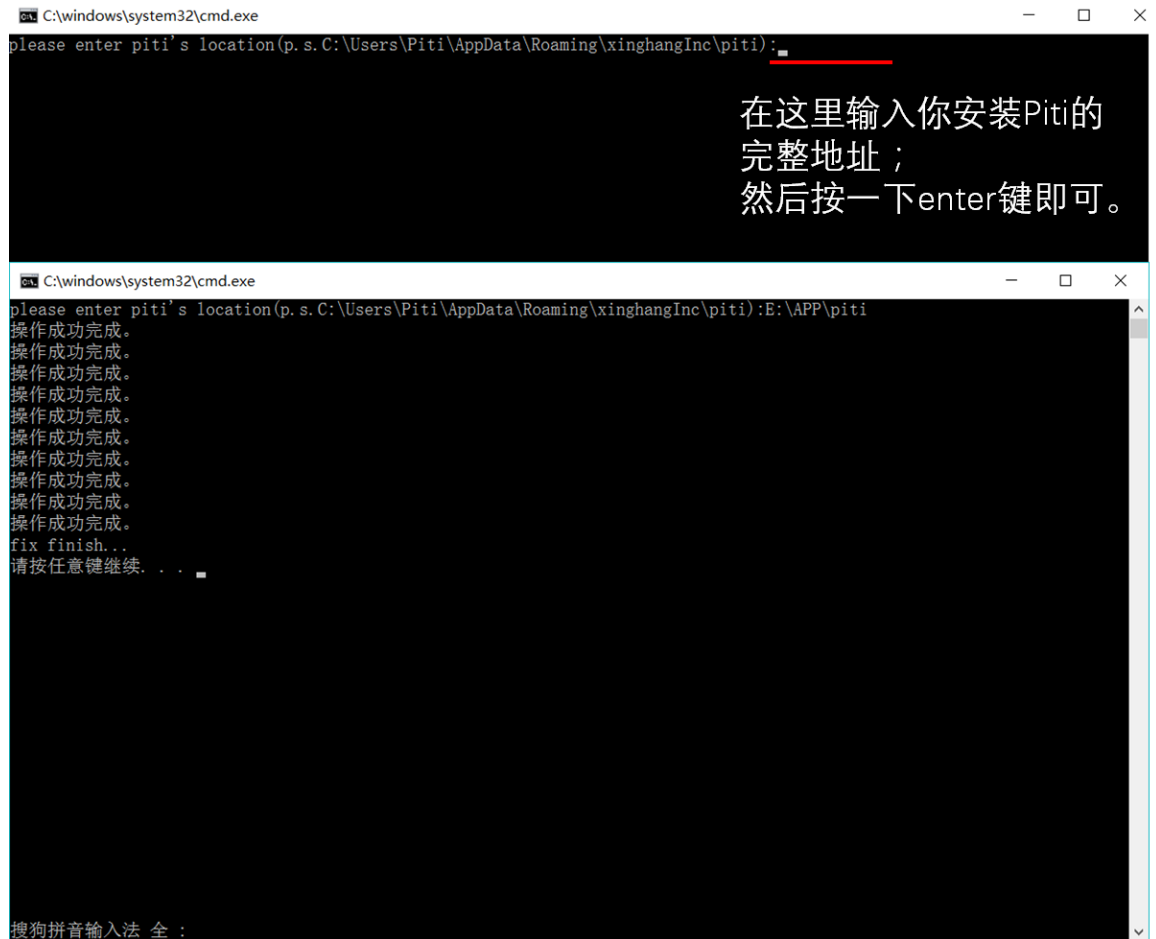 C:\windows\system32\cmd.exe
please enter piti's location(p.s.C:\Users\Piti\AppData\Roaming\xinghangInc\piti):
在这里输入你安装Piti的
完整地址；
然后按一下enter键即可。
C:\windows\system32\cmd.exe
please enter piti's location(p.s.C:\Users\Piti\AppData\Roaming\xinghangInc\piti):E:\APP\piti
操作成功完成。
操作成功完成。
操作成功完成。
操作成功完成。
操作成功完成。
操作成功完成。
操作成功完成。
操作成功完成。
操作成功完成。
操作成功完成。
fix finish...
请按任意键继续. . .
搜狗拼音输入法 全 :